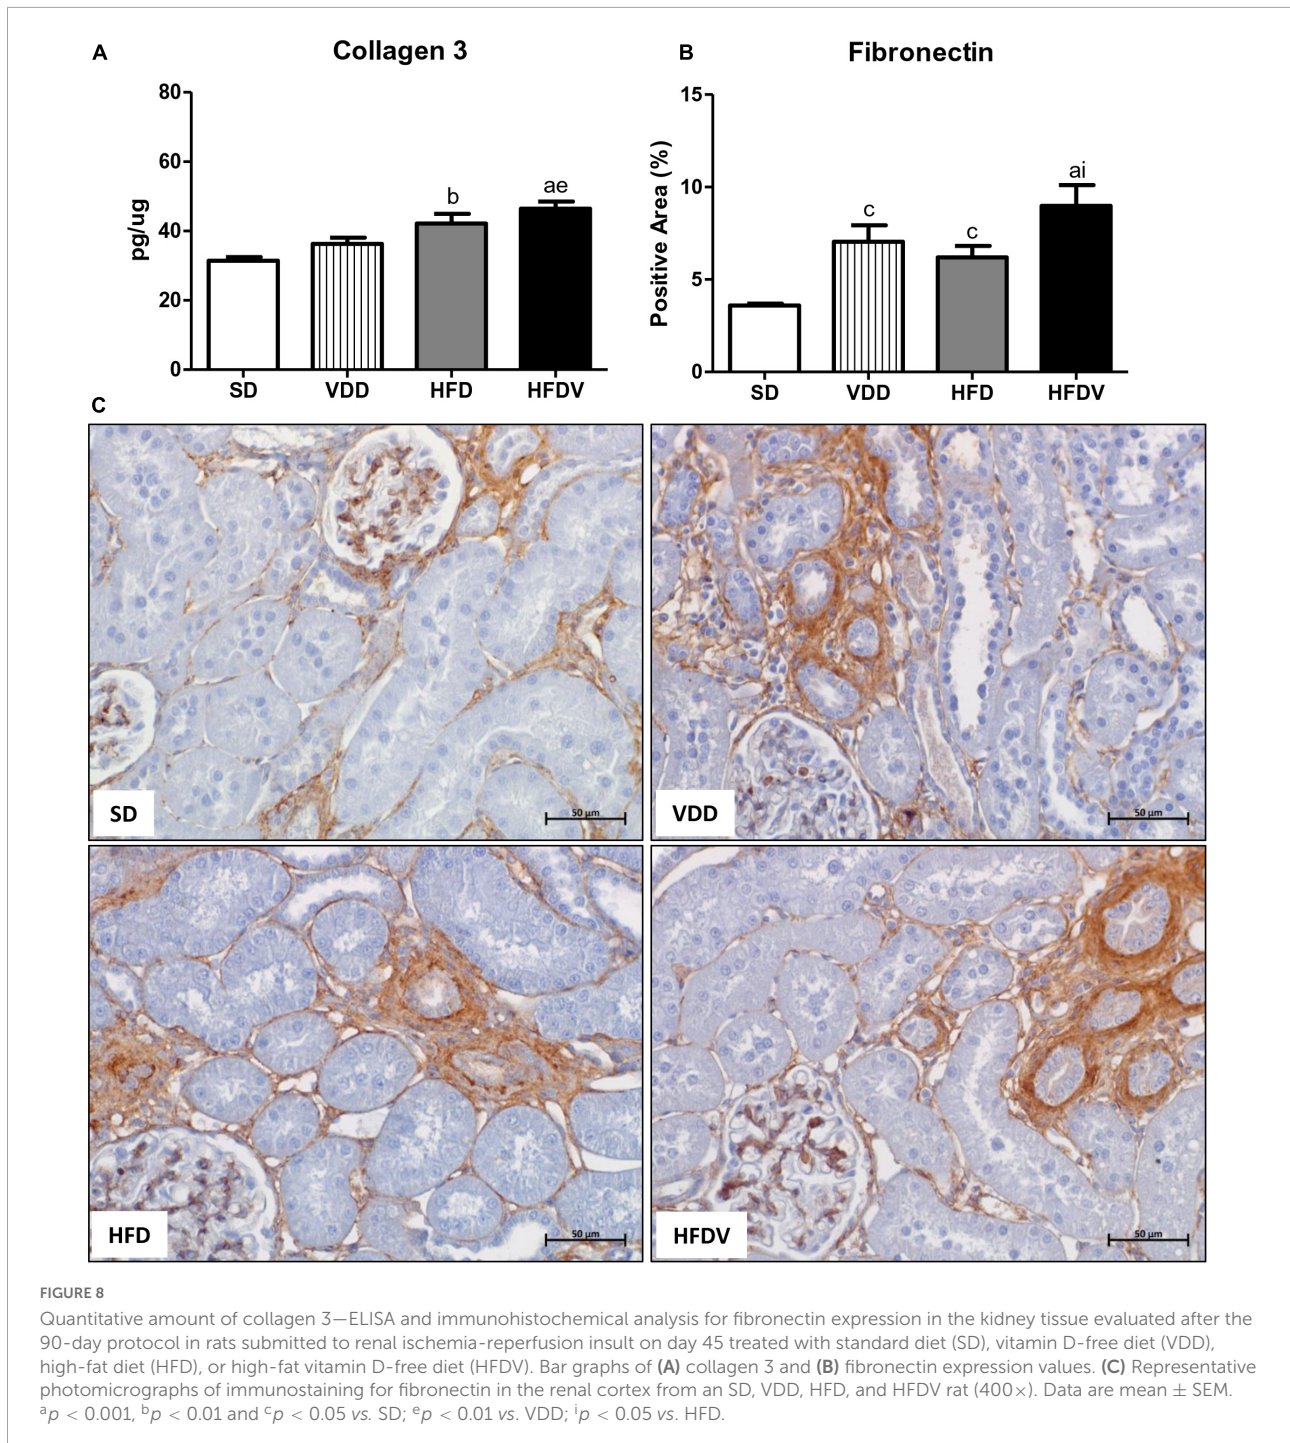 A
Collagen 3
80
60
40
20
0
pg/ug
b
ae
SD VDD HFD HFDV
B
Fibronectin
15
10
5
0
Positive Area (%)
c
c
ai
SD VDD HFD HFDV
C
SD
50 µm
VDD
50 µm
HFD
50 µm
HFDV
50 µm
FIGURE 8
Quantitative amount of collagen 3—ELISA and immunohistochemical analysis for fibronectin expression in the kidney tissue evaluated after the
90-day protocol in rats submitted to renal ischemia-reperfusion insult on day 45 treated with standard diet (SD), vitamin D-free diet (VDD),
high-fat diet (HFD), or high-fat vitamin D-free diet (HFDV). Bar graphs of (A) collagen 3 and (B) fibronectin expression values. (C) Representative
photomicrographs of immunostaining for fibronectin in the renal cortex from an SD, VDD, HFD, and HFDV rat (400×). Data are mean ± SEM.
ᵃp < 0.001, ᵇp < 0.01 and ᶜp < 0.05 vs. SD; ᵉp < 0.01 vs. VDD; ⁱp < 0.05 vs. HFD.